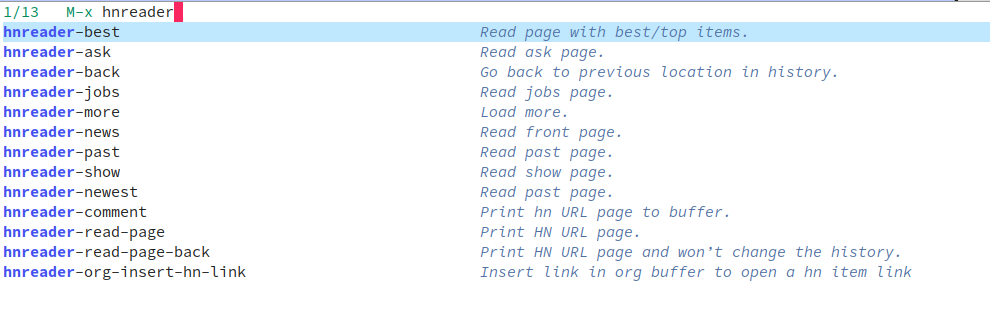 1/13 M-x hnreader
hnreader-best Read page with best/top items.
hnreader-ask Read ask page.
hnreader-back Go back to previous location in history.
hnreader-jobs Read jobs page.
hnreader-more Load more.
hnreader-news Read front page.
hnreader-past Read past page.
hnreader-show Read show page.
hnreader-newest Read past page.
hnreader-comment Print hn URL page to buffer.
hnreader-read-page Print HN URL page.
hnreader-read-page-back Print HN URL page and won’t change the history.
hnreader-org-insert-hn-link Insert link in org buffer to open a hn item link